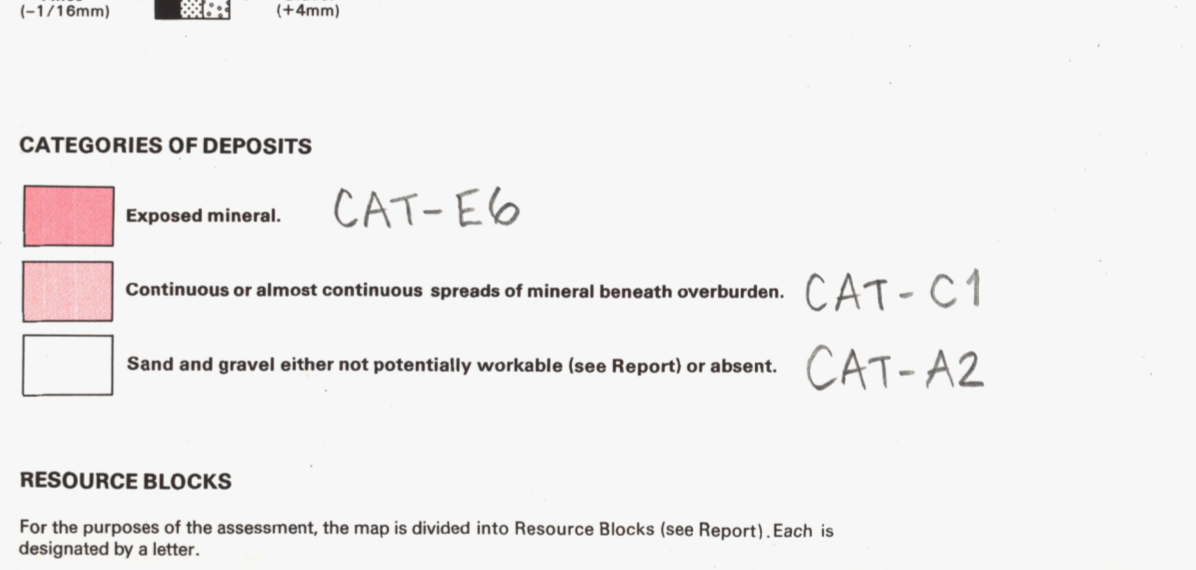 (-1/16mm) (+4mm)
CATEGORIES OF DEPOSITS
Exposed mineral. CAT-E6
Continuous or almost continuous spreads of mineral beneath overburden. CAT-C1
Sand and gravel either not potentially workable (see Report) or absent. CAT-A2
RESOURCE BLOCKS
For the purposes of the assessment, the map is divided into Resource Blocks (see Report). Each is
designated by a letter.